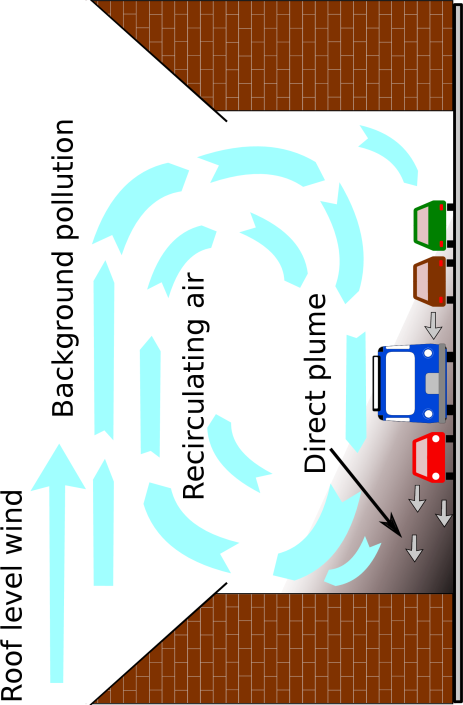 Roof level wind
Background pollution
Recirculating air
Direct plume